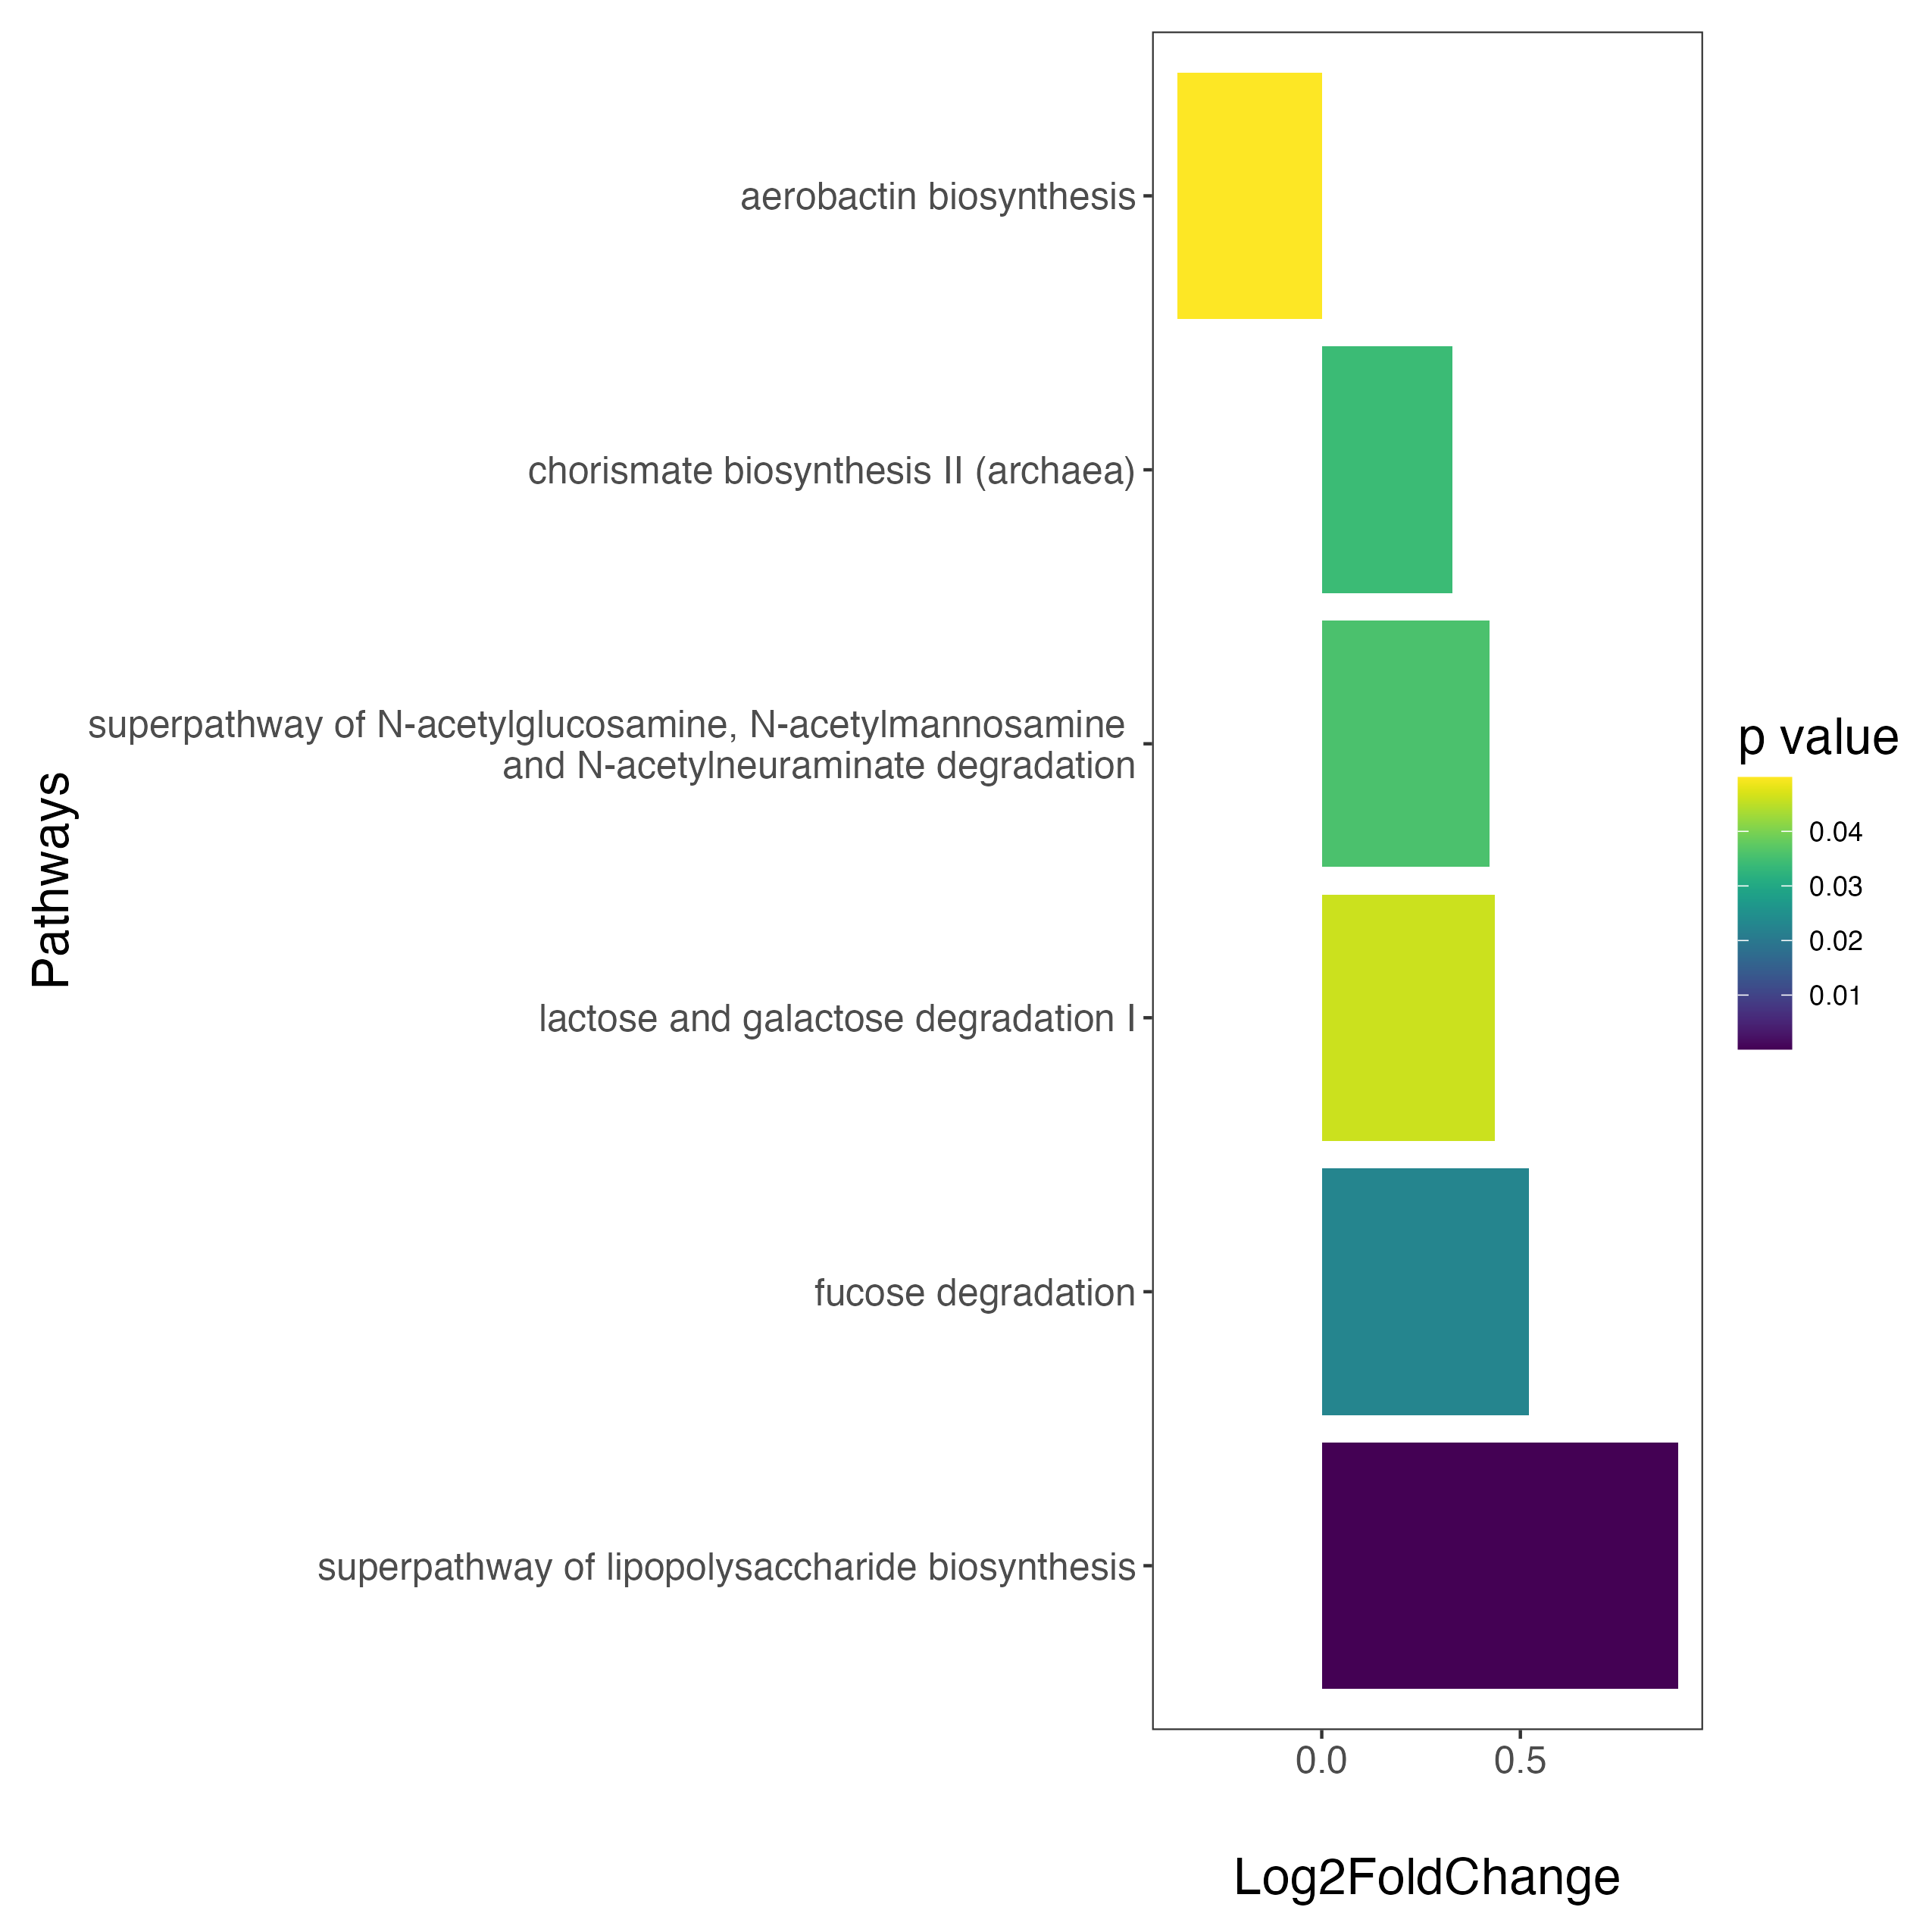 aerobactin biosynthesis
chorismate biosynthesis II (archaea)
superpathway of N-acetylglucosamine, N-acetylmannosamine
and N-acetylneuraminate degradation
lactose and galactose degradation I
fucose degradation
superpathway of lipopolysaccharide biosynthesis
Pathways
0.0
0.5
Log2FoldChange
p value
0.04
0.03
0.02
0.01